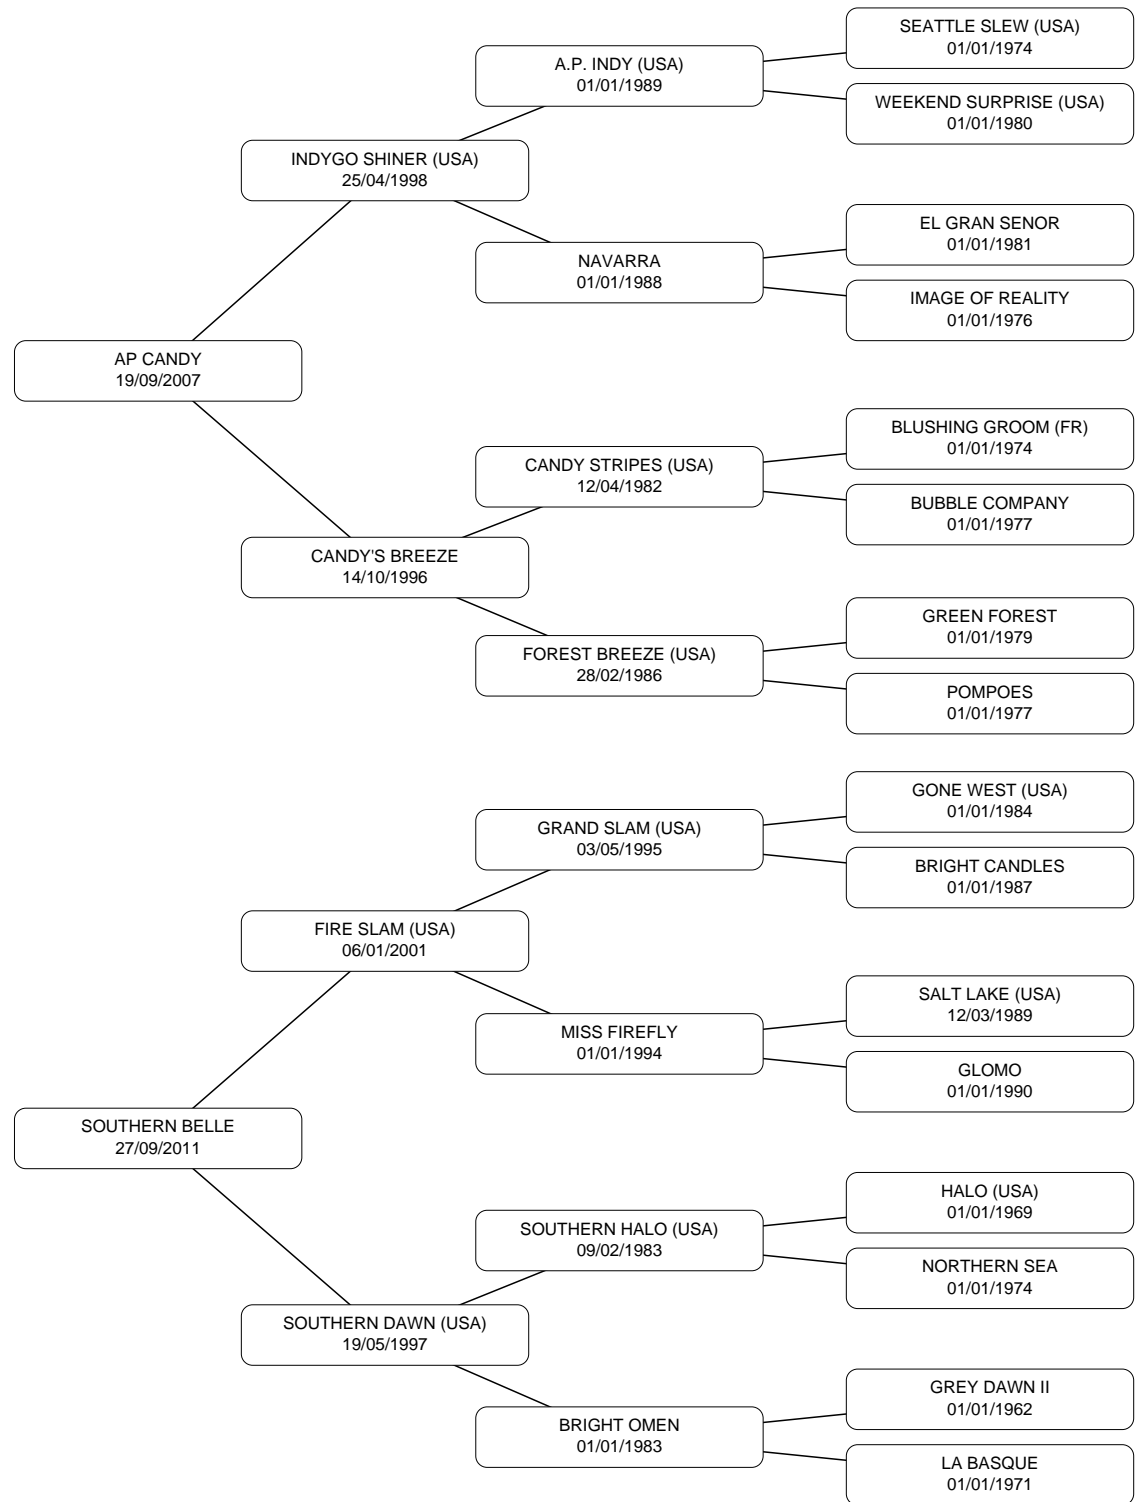 SEATTLE SLEW (USA)
01/01/1974
A.P. INDY (USA)
01/01/1989
WEEKEND SURPRISE (USA)
01/01/1980
INDYGO SHINER (USA)
25/04/1998
EL GRAN SENOR
01/01/1981
NAVARRA
01/01/1988
IMAGE OF REALITY
01/01/1976
AP CANDY
19/09/2007
BLUSHING GROOM (FR)
01/01/1974
CANDY STRIPES (USA)
12/04/1982
BUBBLE COMPANY
01/01/1977
CANDY'S BREEZE
14/10/1996
GREEN FOREST
01/01/1979
FOREST BREEZE (USA)
28/02/1986
POMPOES
01/01/1977
GONE WEST (USA)
01/01/1984
GRAND SLAM (USA)
03/05/1995
BRIGHT CANDLES
01/01/1987
FIRE SLAM (USA)
06/01/2001
SALT LAKE (USA)
12/03/1989
MISS FIREFLY
01/01/1994
GLOMO
01/01/1990
SOUTHERN BELLE
27/09/2011
HALO (USA)
01/01/1969
SOUTHERN HALO (USA)
09/02/1983
NORTHERN SEA
01/01/1974
SOUTHERN DAWN (USA)
19/05/1997
GREY DAWN II
01/01/1962
BRIGHT OMEN
01/01/1983
LA BASQUE
01/01/1971